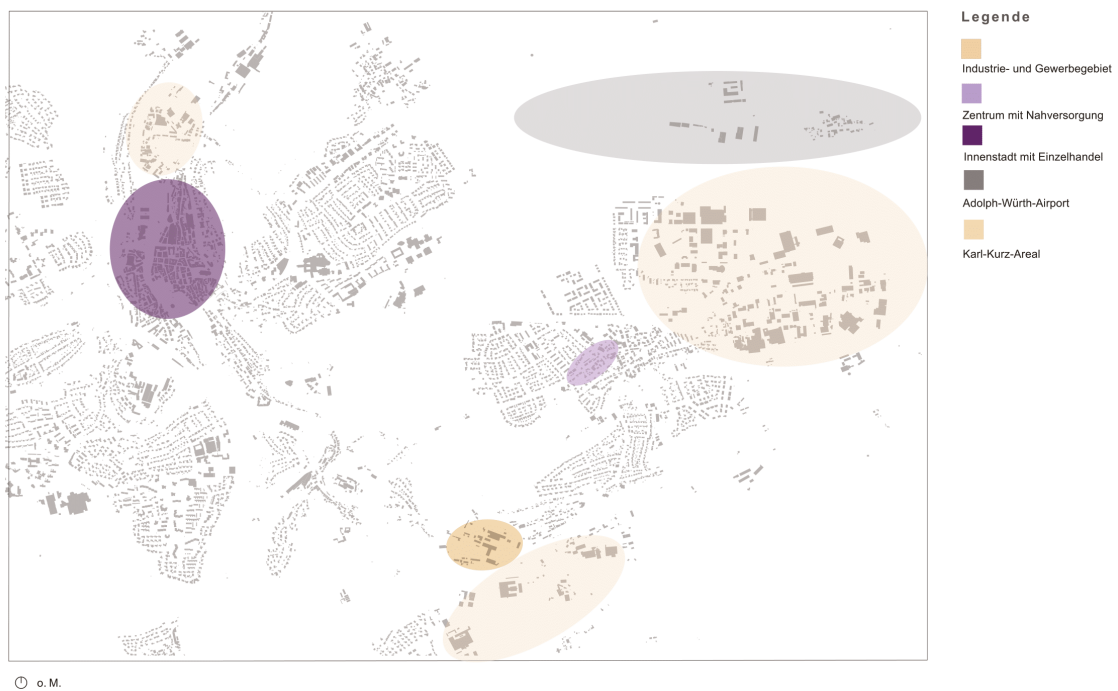 Legende
Industrie- und Gewerbegebiet
Zentrum mit Nahversorgung
Innenstadt mit Einzelhandel
Adolph-Würth-Airport
Karl-Kurz-Areal
o. M.